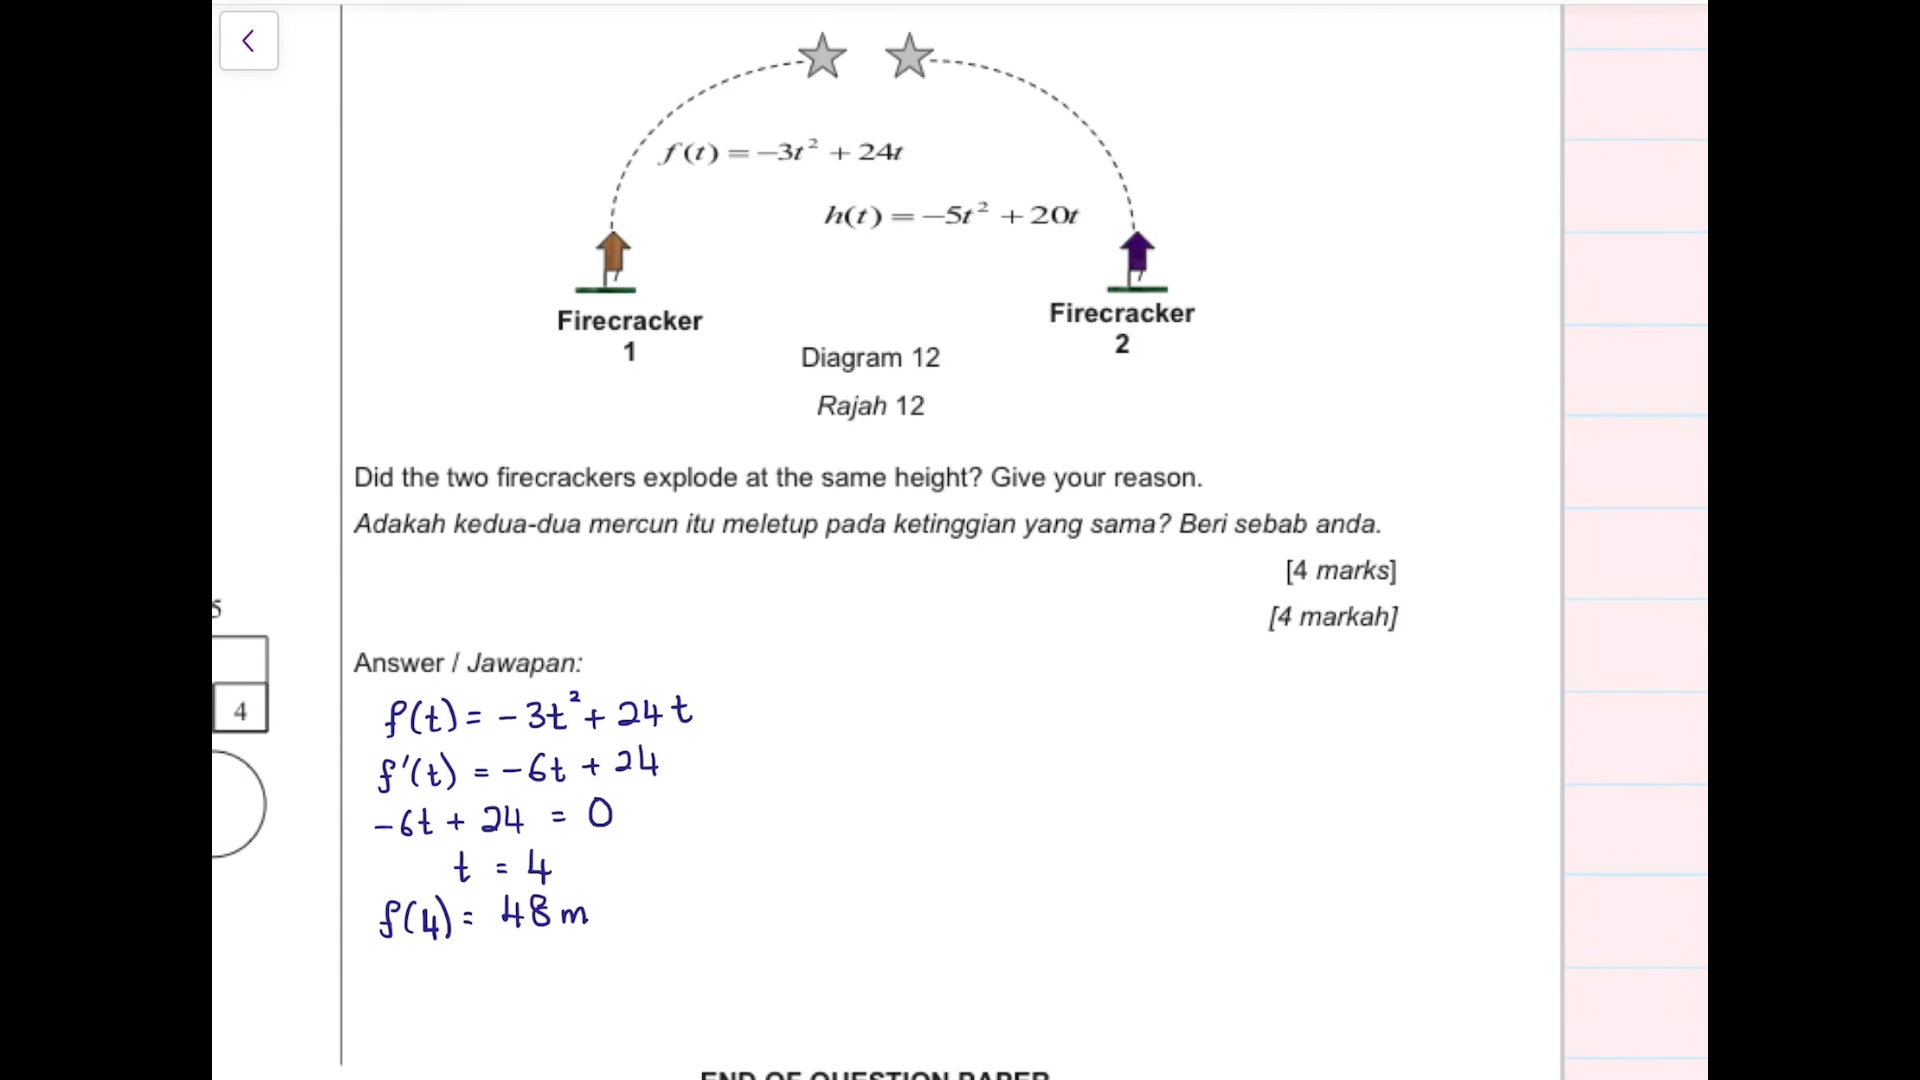 f(t) = −3t² + 24t
h(t) = −5t² + 20t
Firecracker
1
Firecracker
2
Diagram 12
Rajah 12
Did the two firecrackers explode at the same height? Give your reason.
Adakah kedua-dua mercun itu meletup pada ketinggian yang sama? Beri sebab anda.
[4 marks]
[4 markah]
5
4
Answer / Jawapan:
f(t) = − 3t² + 24 t
f'(t) = − 6t + 24
− 6t + 24 = 0
t = 4
f(4) = 48 m
END OF QUESTION PAPER